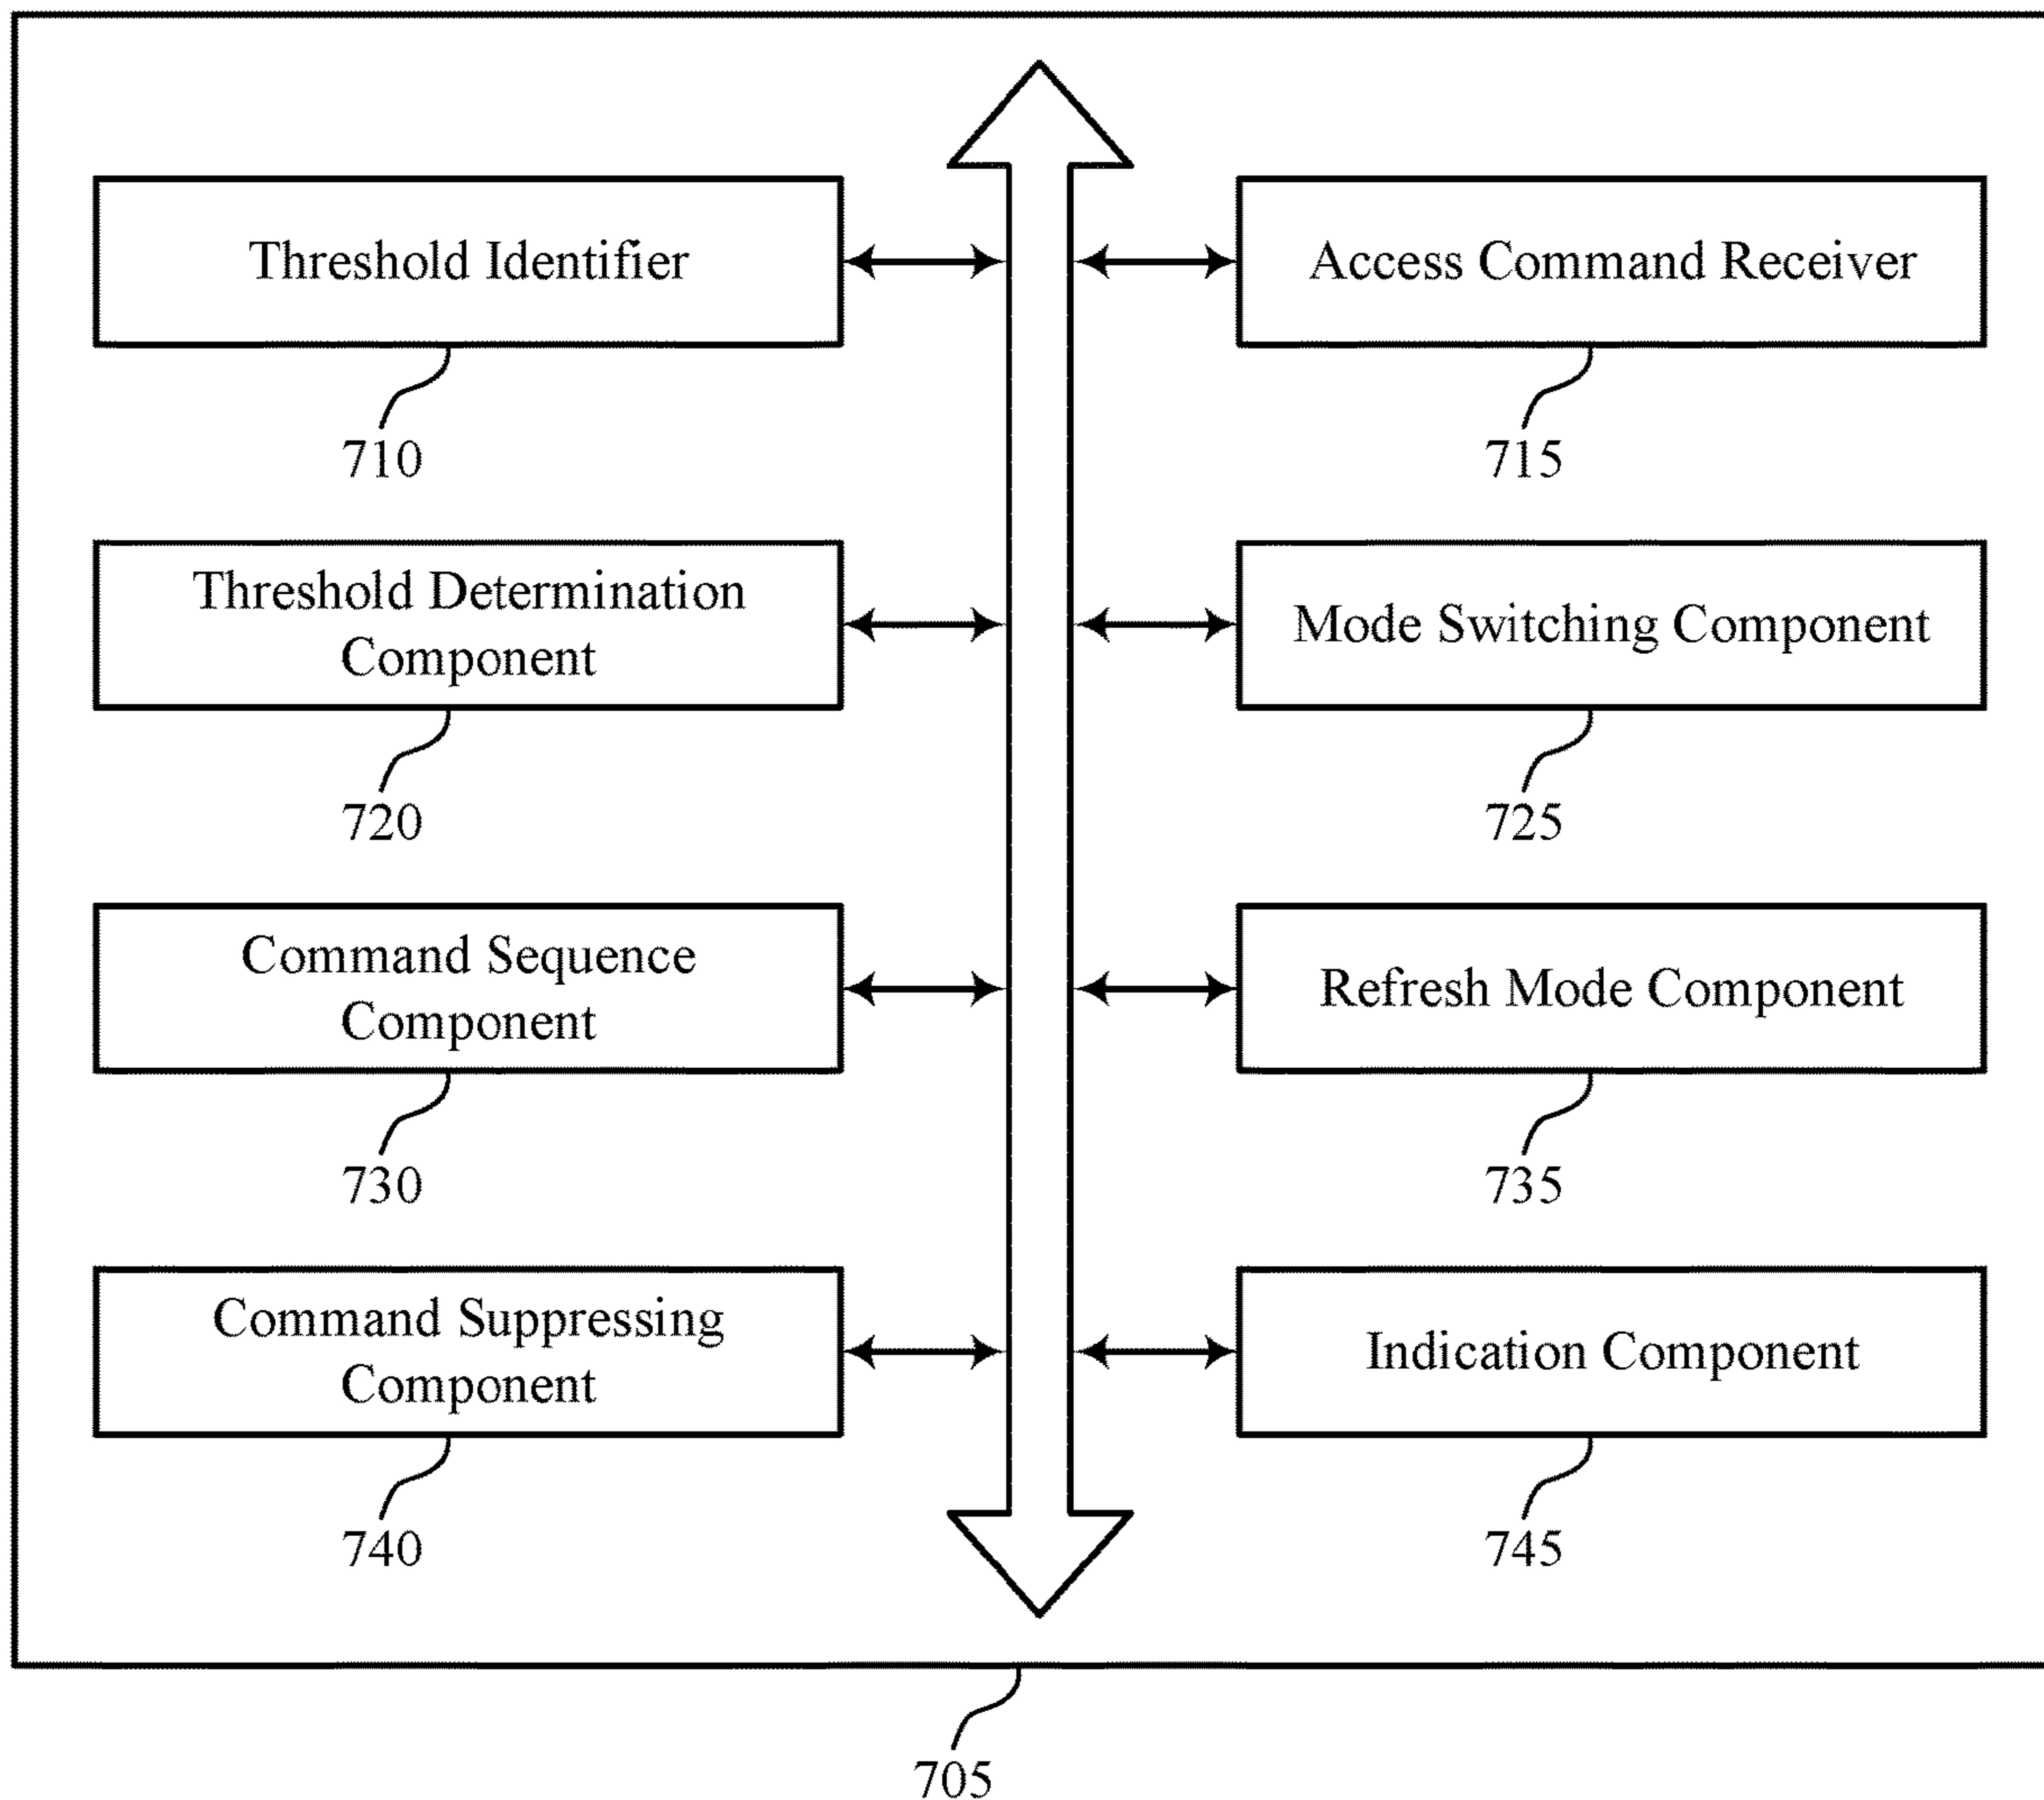 Threshold Identifier
Access Command Receiver
710
715
Threshold Determination
Component
Mode Switching Component
720
725
Command Sequence
Component
Refresh Mode Component
730
735
Command Suppressing
Component
Indication Component
740
745
705